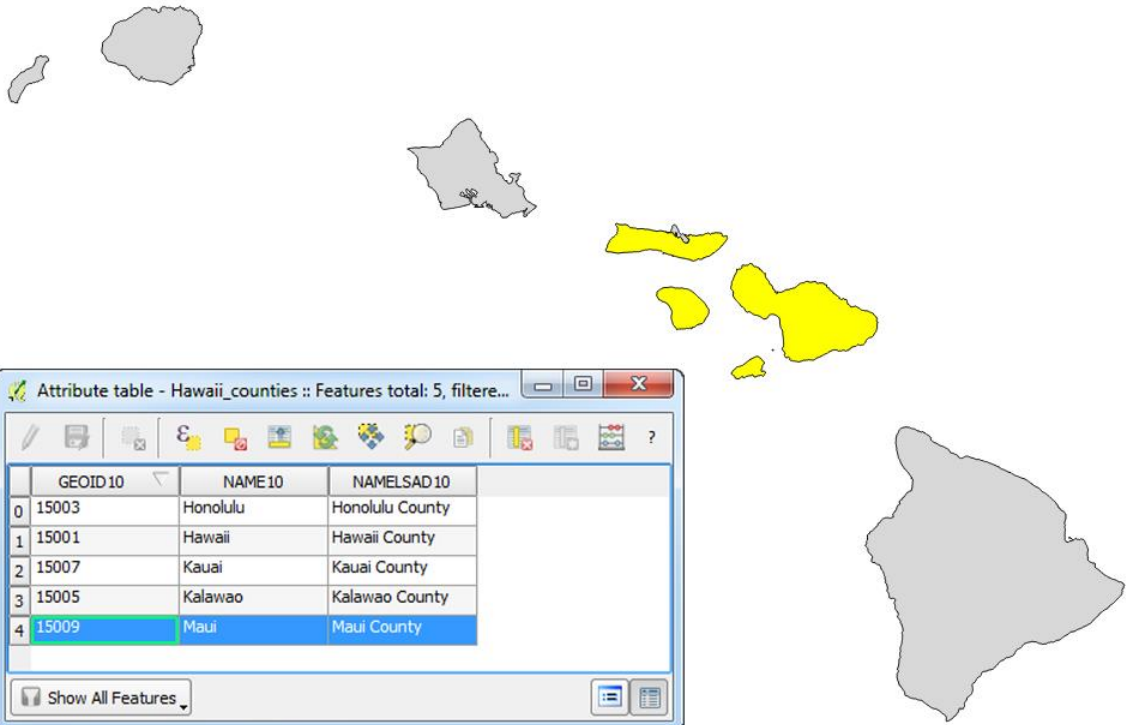 Attribute table - Hawaii_counties :: Features total: 5, filtere...
ε ?
GEOID10 NAME10 NAMELSAD10
0 15003 Honolulu Honolulu County
1 15001 Hawaii Hawaii County
2 15007 Kauai Kauai County
3 15005 Kalawao Kalawao County
4 15009 Maui Maui County
Show All Features